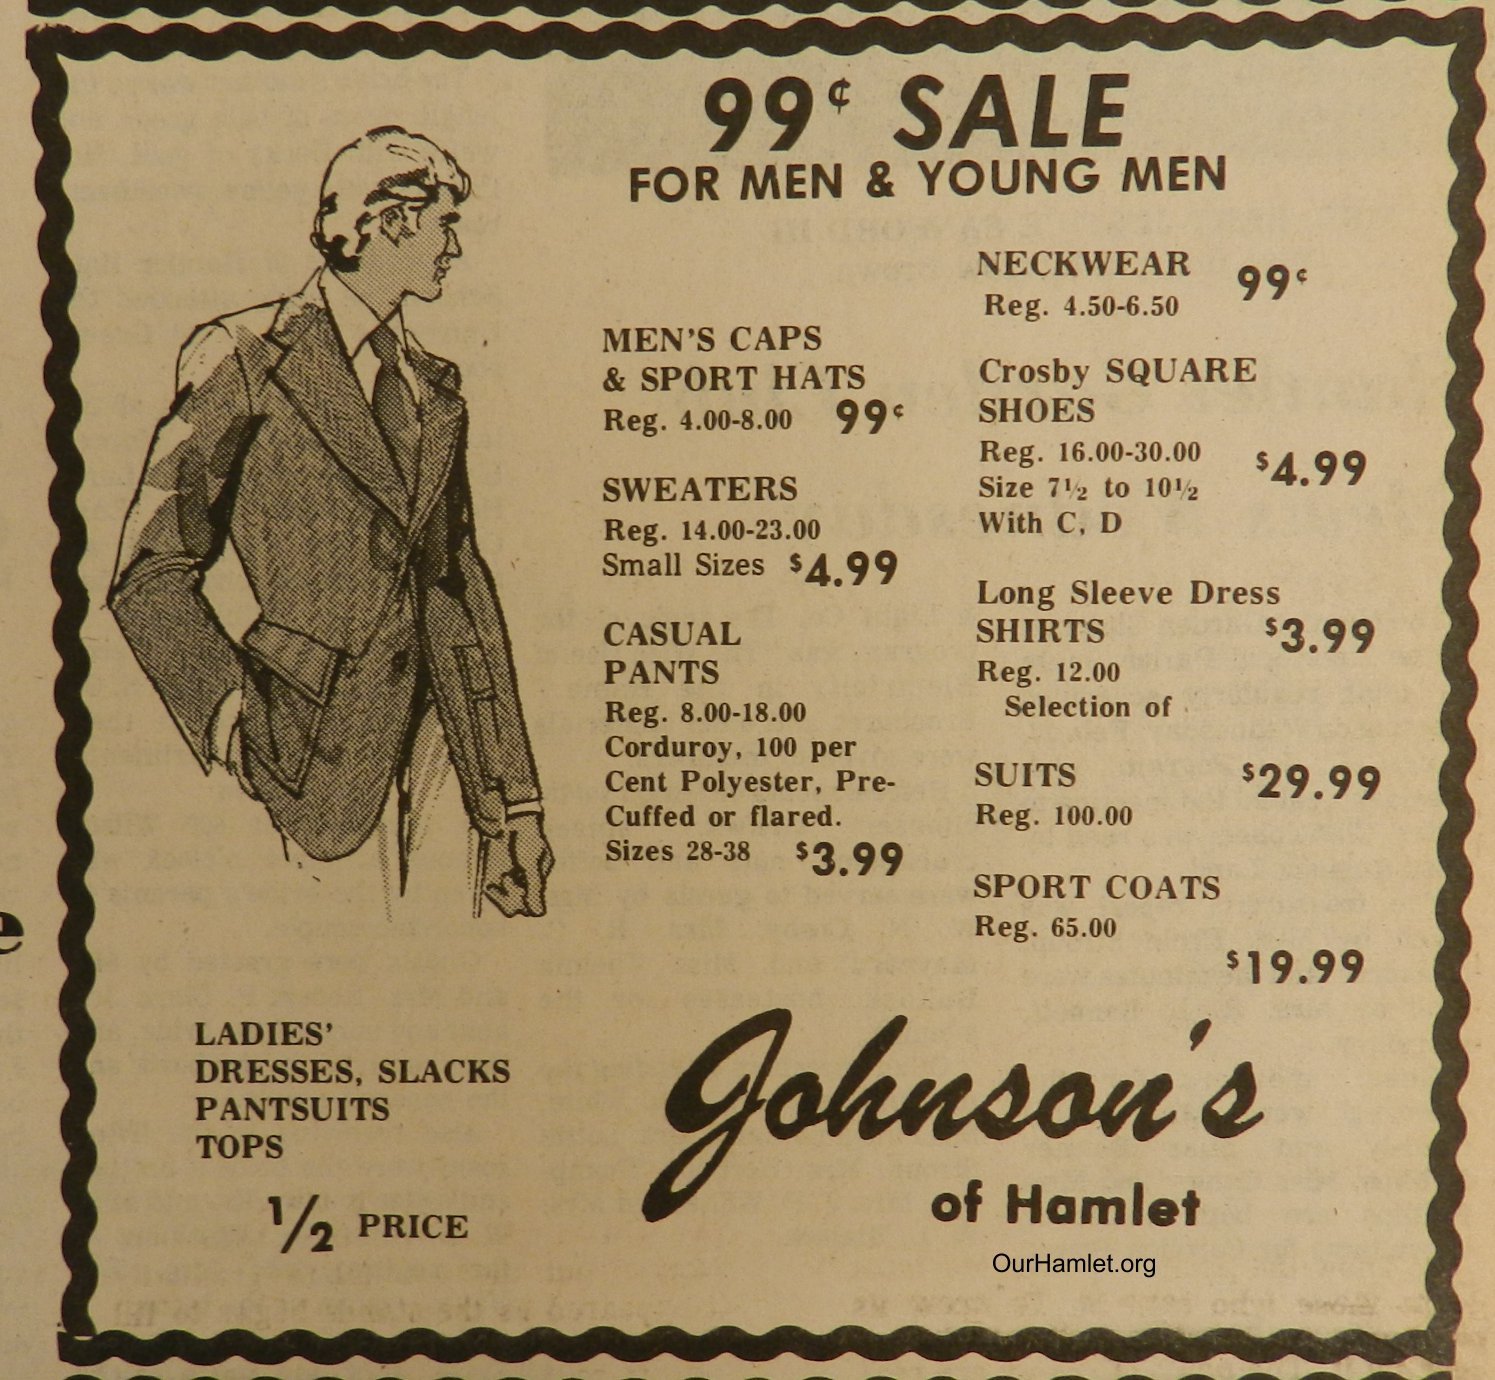 99¢ SALE
FOR MEN & YOUNG MEN
MEN'S CAPS
& SPORT HATS
Reg. 4.00-8.00 99¢
SWEATERS
Reg. 14.00-23.00
Small Sizes $4.99
CASUAL
PANTS
Reg. 8.00-18.00
Corduroy, 100 per
Cent Polyester, Pre-
Cuffed or flared.
Sizes 28-38 $3.99
NECKWEAR 99¢
Reg. 4.50-6.50
Crosby SQUARE
SHOES
Reg. 16.00-30.00 $4.99
Size 7½ to 10½
With C, D
Long Sleeve Dress
SHIRTS $3.99
Reg. 12.00
Selection of
SUITS $29.99
Reg. 100.00
SPORT COATS
Reg. 65.00
$19.99
LADIES'
DRESSES, SLACKS
PANTSUITS
TOPS
1/2 PRICE
Johnson's
of Hamlet
OurHamlet.org